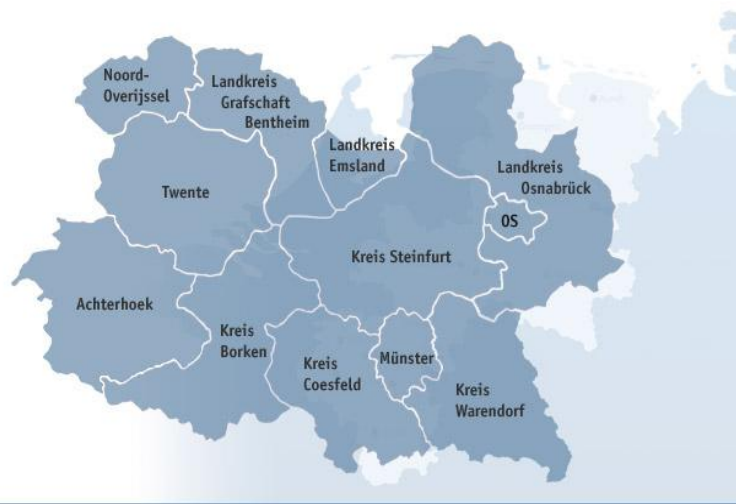 Noord-
Overijssel
Landkreis
Grafschaft
Bentheim
Landkreis
Emsland
Landkreis
Osnabrück
Twente
OS
Kreis Steinfurt
Achterhoek
Kreis
Borken
Kreis
Coesfeld
Münster
Kreis
Warendorf